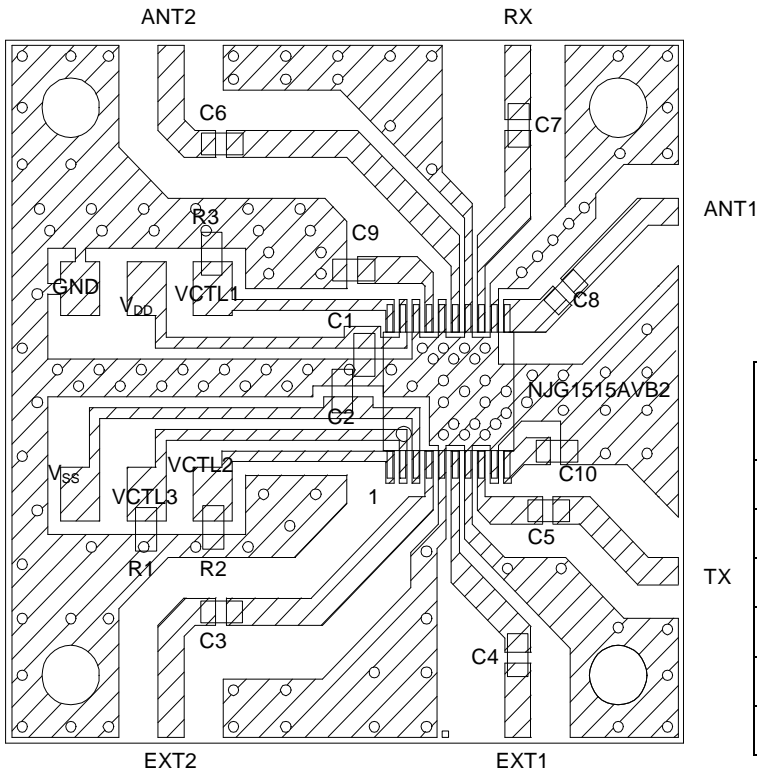 ANT2 RX
C6
C7
R3
ANT1
C9
GND
VDD
VCTL1
C8
C1
NJG1515AVB2
C2
VSS
VCTL2
VCTL3
1
C10
C5
R1 R2
TX
C3
C4
EXT2 EXT1